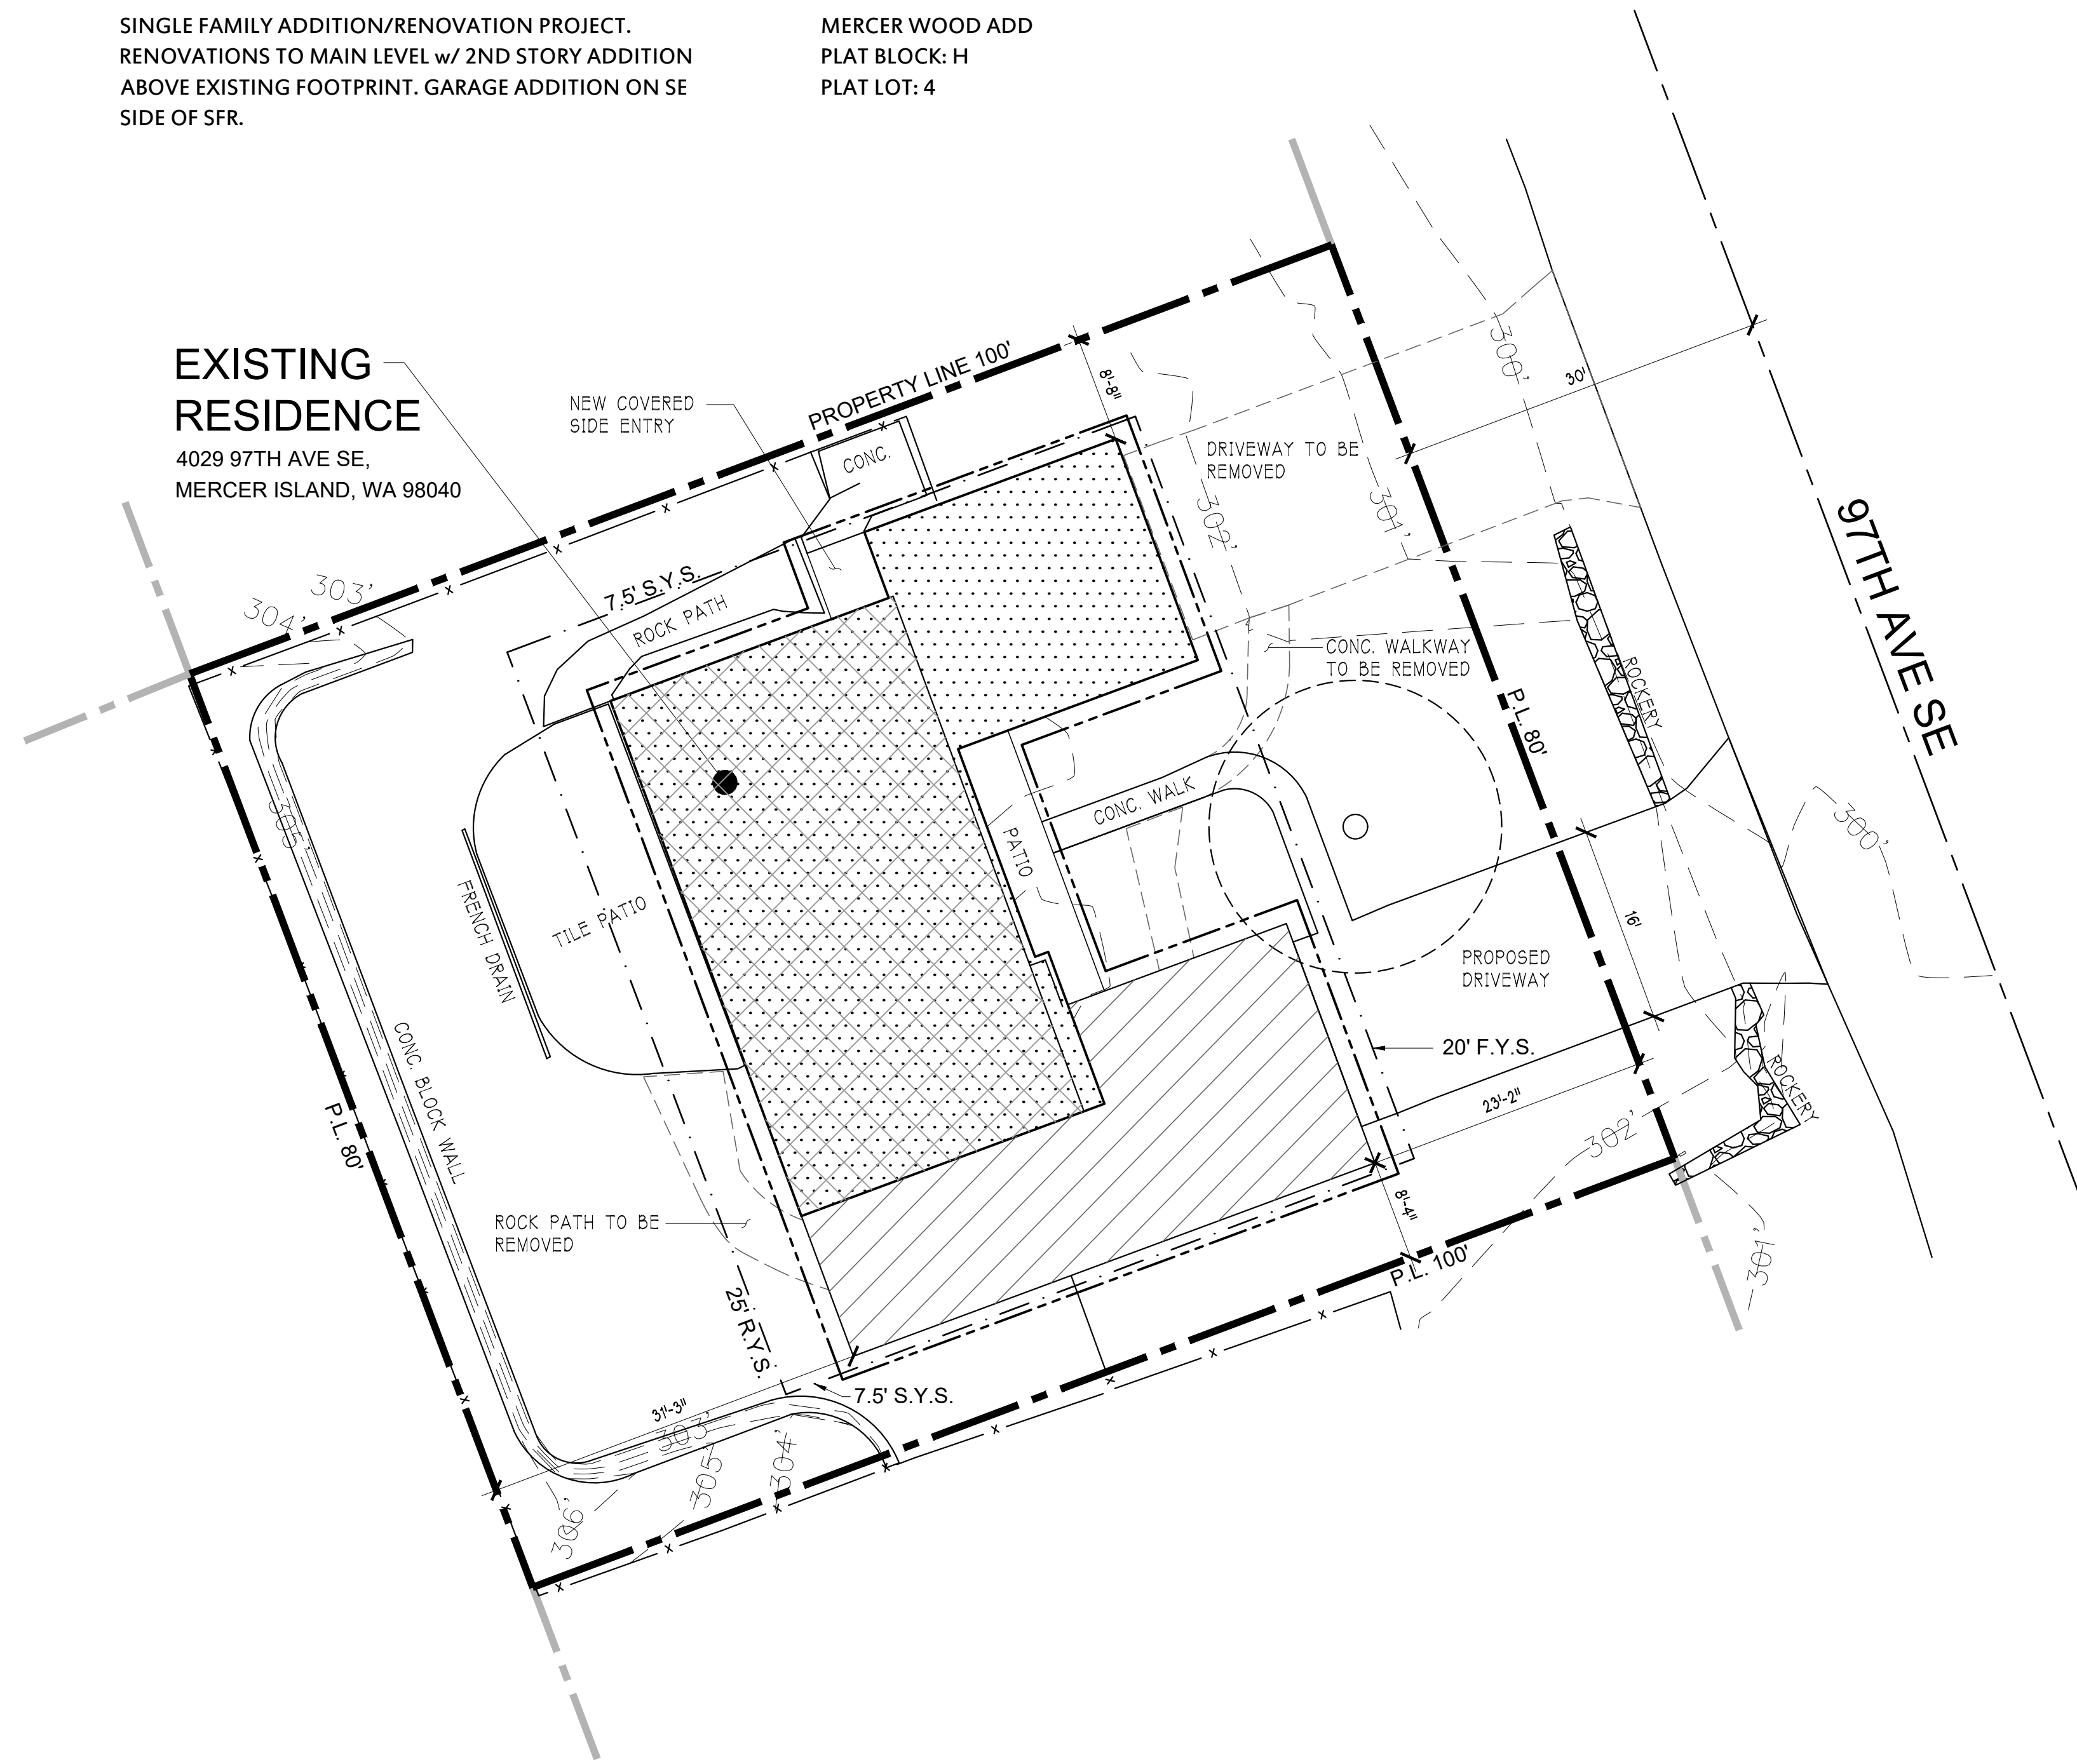 SINGLE FAMILY ADDITION/RENOVATION PROJECT.
RENOVATIONS TO MAIN LEVEL w/ 2ND STORY ADDITION
ABOVE EXISTING FOOTPRINT. GARAGE ADDITION ON SE
SIDE OF SFR.
MERCER WOOD ADD
PLAT BLOCK: H
PLAT LOT: 4
EXISTING
RESIDENCE
4029 97TH AVE SE,
MERCER ISLAND, WA 98040
NEW COVERED
SIDE ENTRY
PROPERTY LINE 100'
8'-8"
300'
30'
CONC.
DRIVEWAY TO BE
REMOVED
302'
301'
97TH AVE SE
303'
304'
7.5' S.Y.S.
ROCK PATH
CONC. WALKWAY
TO BE REMOVED
ROCKERY
P.L. 80'
305'
CONC. WALK
PATIO
300'
FRENCH DRAIN
TILE PATIO
16'
PROPOSED
DRIVEWAY
CONC. BLOCK WALL
20' F.Y.S.
23'-2"
ROCKERY
302'
P.L. 80'
ROCK PATH TO BE
REMOVED
8'-4"
P.L. 100'
301'
25' R.Y.S.
7.5' S.Y.S.
31'-3"
303'
305'
304'
306'